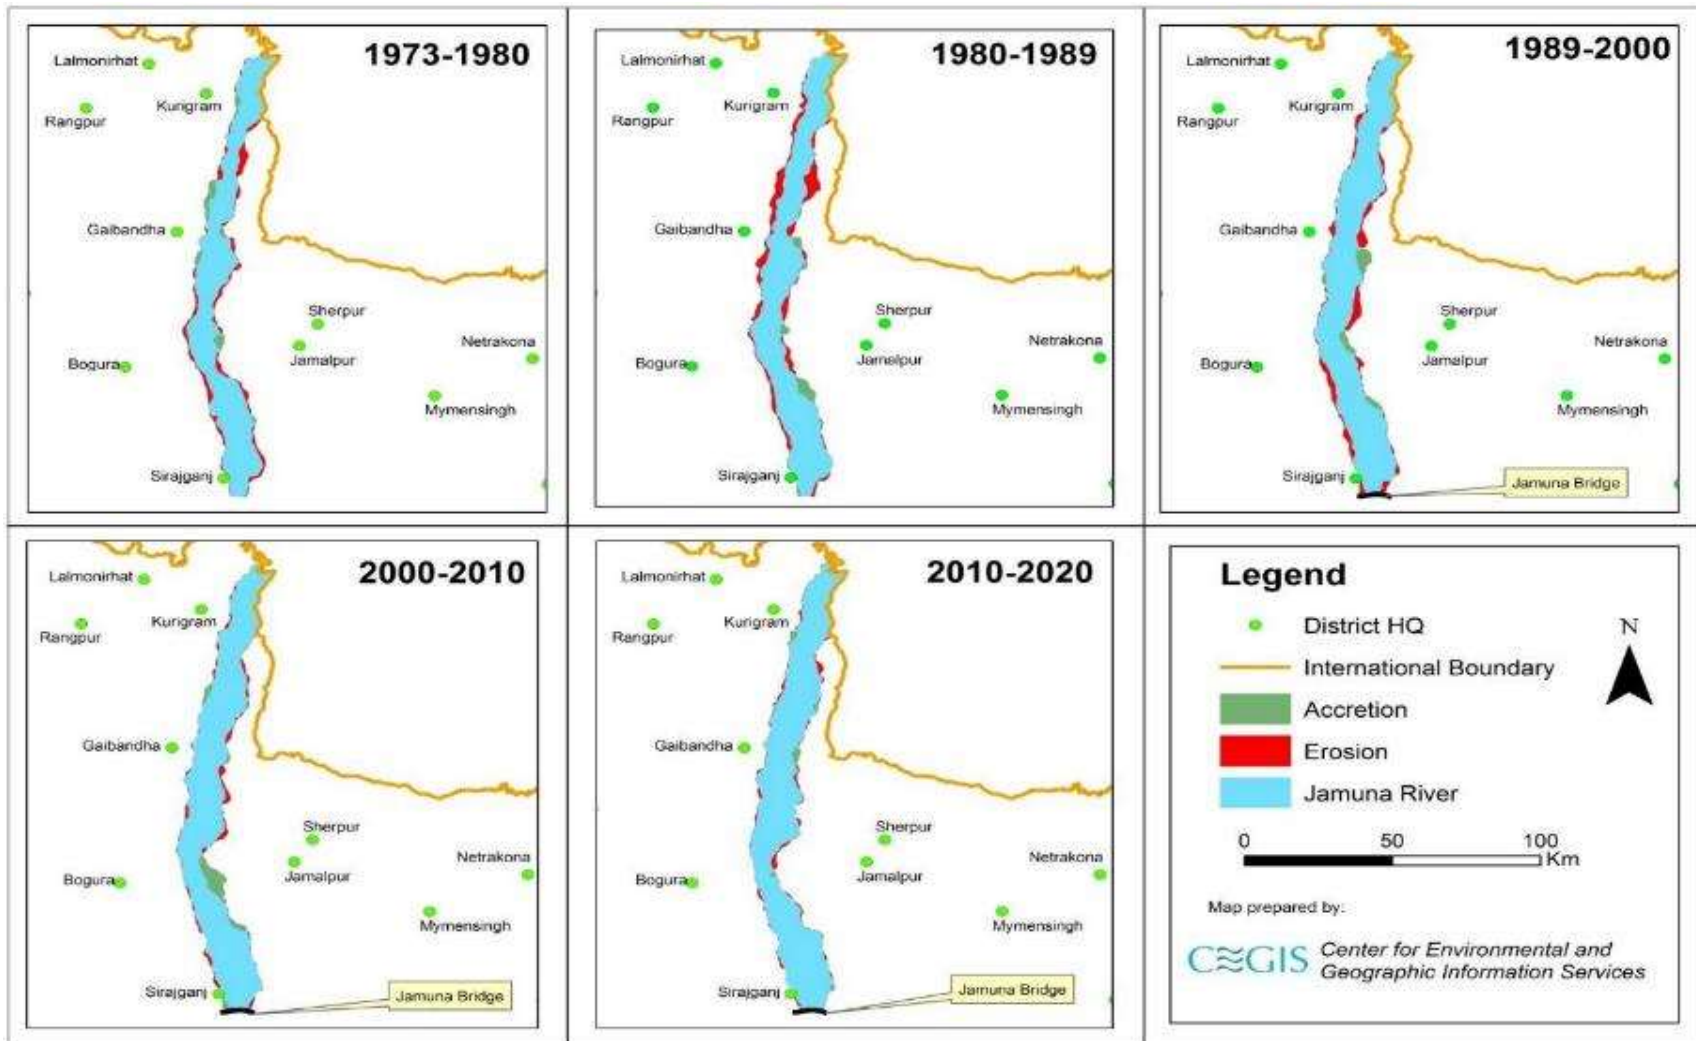 1973-1980
Lalmonirhat
Kurigram
Rangpur
Gaibandha
Sherpur
Jamalpur
Netrakona
Bogura
Mymensingh
Sirajganj
1980-1989
Lalmonirhat
Kurigram
Rangpur
Gaibandha
Sherpur
Jamalpur
Netrakona
Bogura
Mymensingh
Sirajganj
1989-2000
Lalmonirhat
Kurigram
Rangpur
Gaibandha
Sherpur
Jamalpur
Netrakona
Bogura
Mymensingh
Sirajganj
Jamuna Bridge
2000-2010
Lalmonirhat
Kurigram
Rangpur
Gaibandha
Sherpur
Jamalpur
Netrakona
Bogura
Mymensingh
Sirajganj
Jamuna Bridge
2010-2020
Lalmonirhat
Kurigram
Rangpur
Gaibandha
Sherpur
Jamalpur
Netrakona
Bogura
Mymensingh
Sirajganj
Jamuna Bridge
Legend
District HQ
N
International Boundary
Accretion
Erosion
Jamuna River
0 50 100
Km
Map prepared by:
CEGIS Center for Environmental and
Geographic Information Services